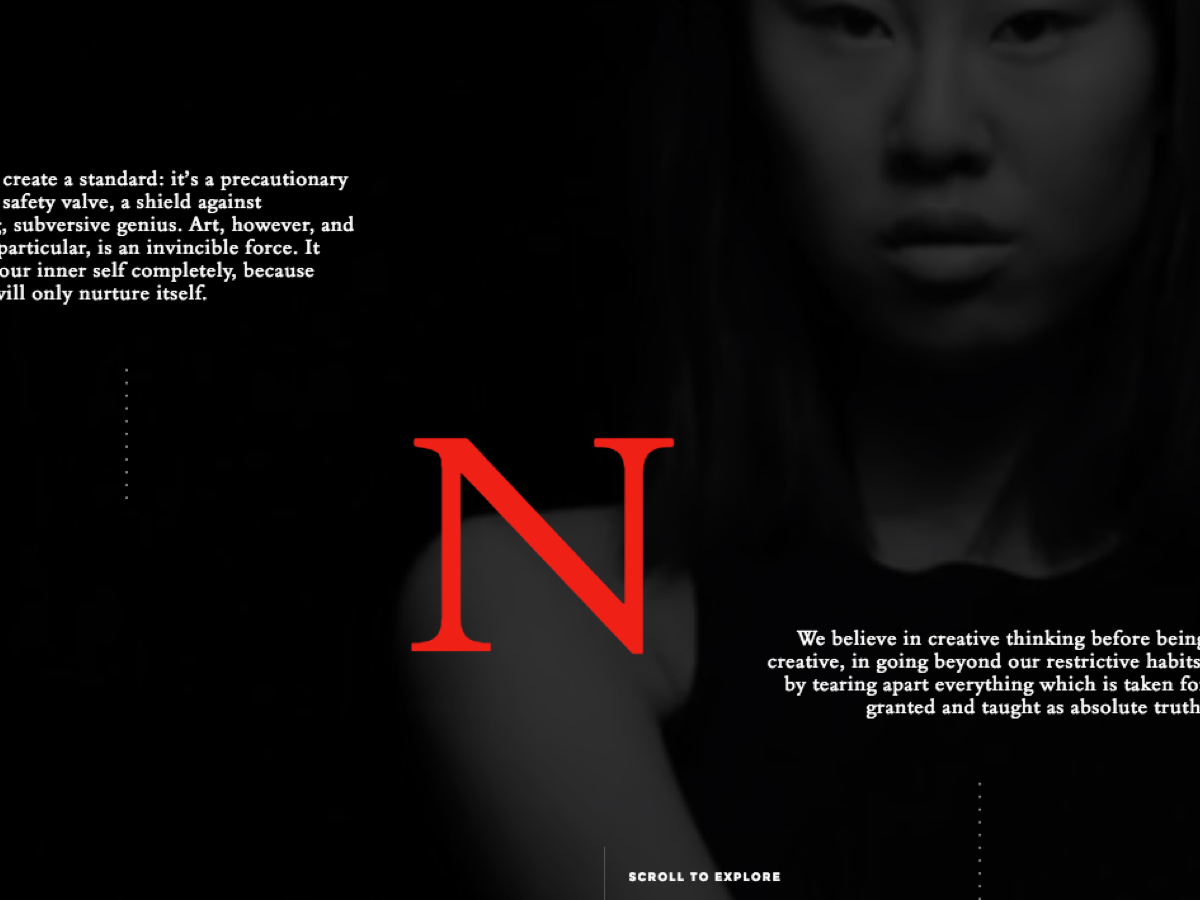 create a standard: it's a precautionary
safety valve, a shield against
, subversive genius. Art, however, and
particular, is an invincible force. It
our inner self completely, because
will only nurture itself.
N
We believe in creative thinking before being
creative, in going beyond our restrictive habits
by tearing apart everything which is taken for
granted and taught as absolute truth
SCROLL TO EXPLORE